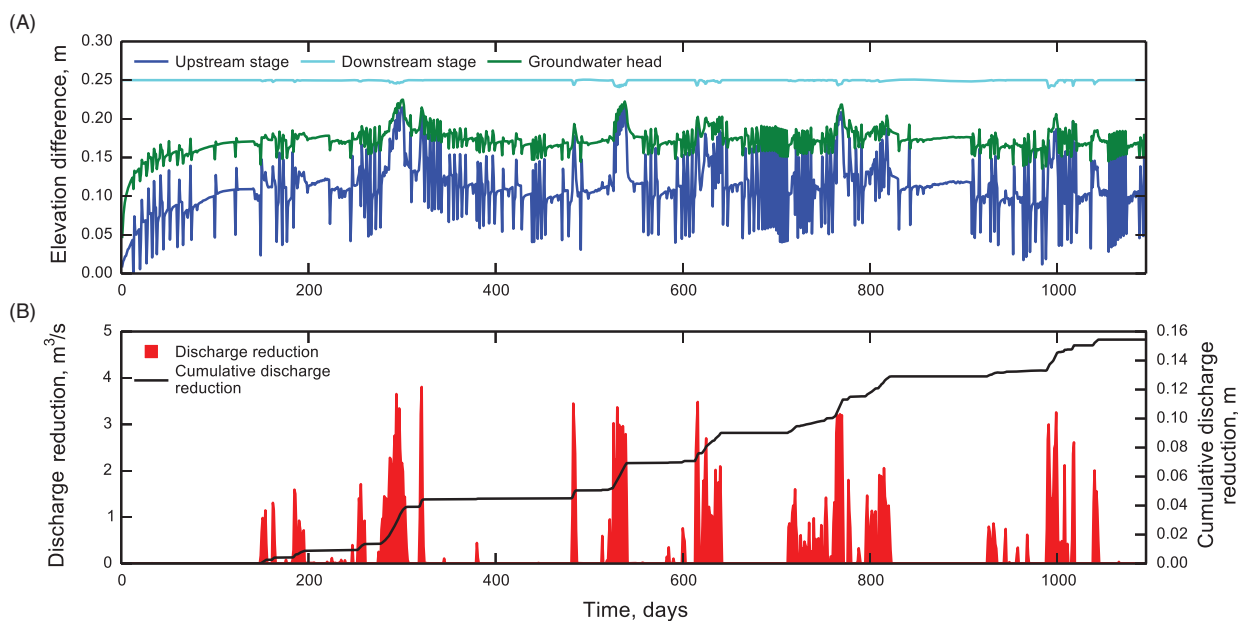 (A)
Elevation difference, m
0.30
0.25
0.20
0.15
0.10
0.05
0.00
Upstream stage
Downstream stage
Groundwater head
0
200
400
600
800
1000
(B)
Discharge reduction, m³/s
5
4
3
2
1
0
Discharge reduction
Cumulative discharge
reduction
0.16
0.14
0.12
0.10
0.08
0.06
0.04
0.02
0.00
Cumulative discharge
reduction, m
0
200
400
600
800
1000
Time, days